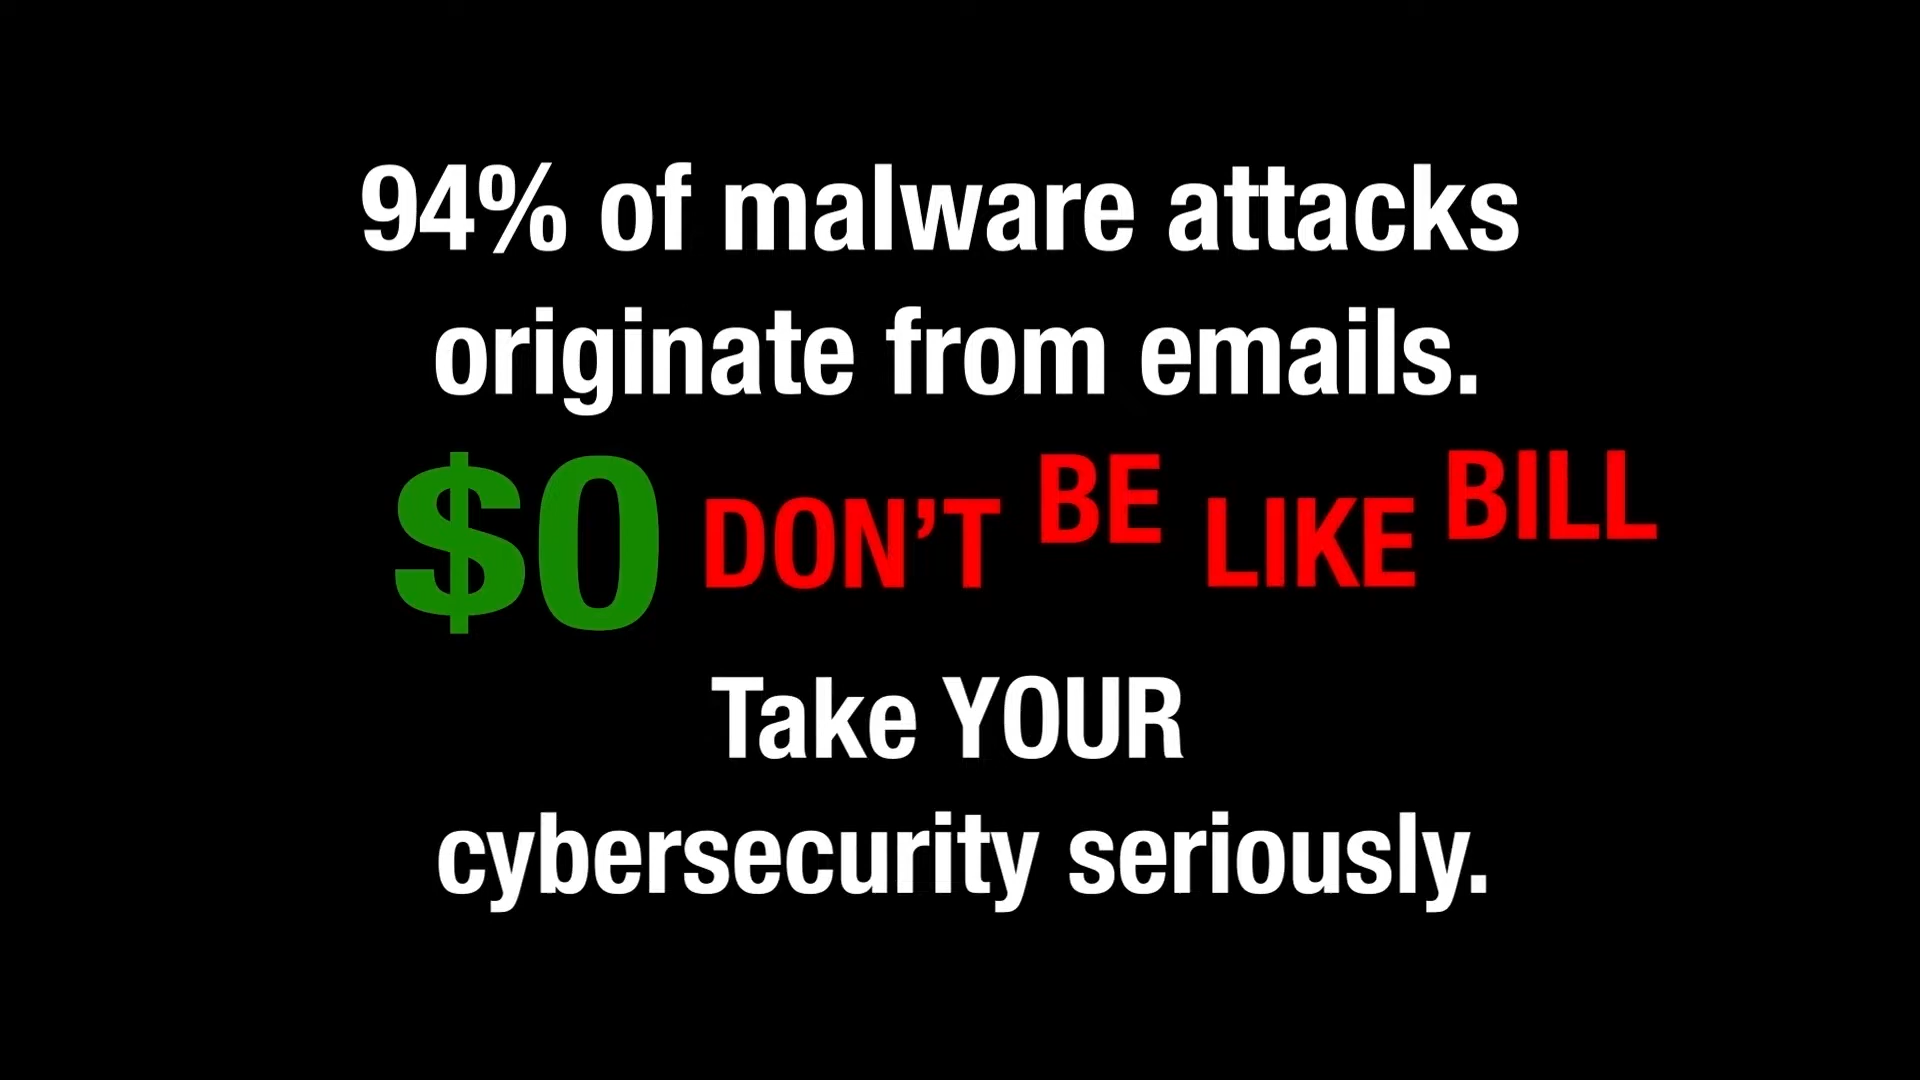 94% of malware attacks
originate from emails.
$0 DON’T BE LIKE BILL
Take YOUR
cybersecurity seriously.